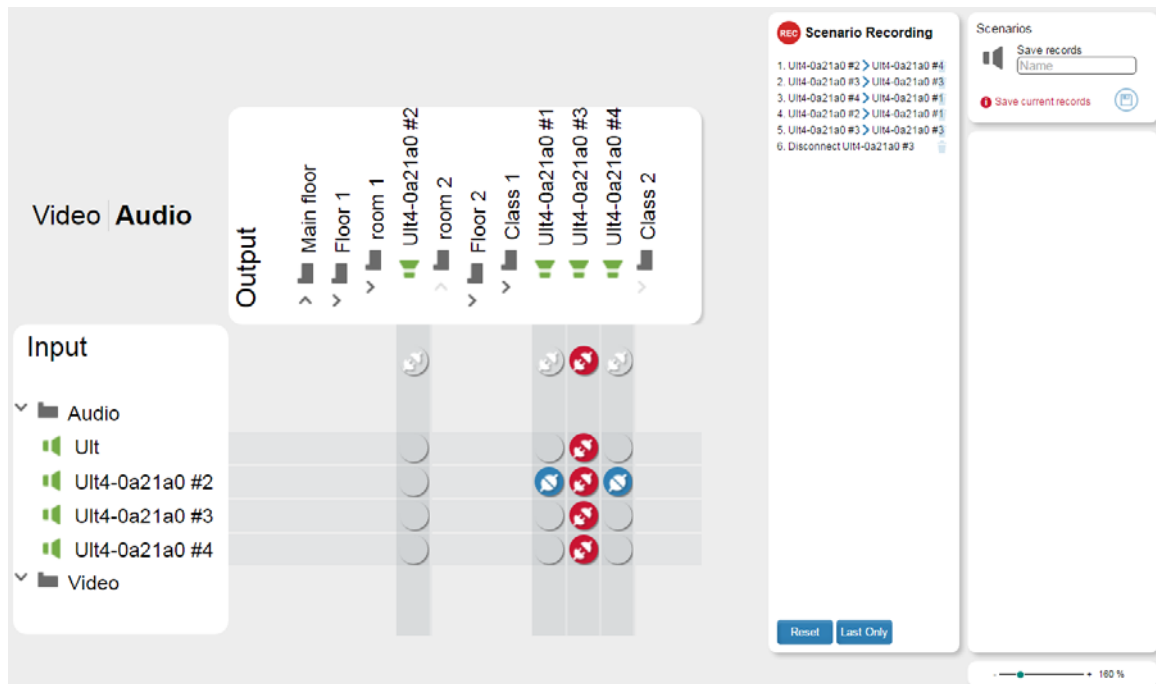 Video Audio
Output
Main floor
Floor 1
room 1
Ult4-0a21a0 #2
room 2
Floor 2
Class 1
Ult4-0a21a0 #1
Ult4-0a21a0 #3
Ult4-0a21a0 #4
Class 2
Input
Audio
Ult
Ult4-0a21a0 #2
Ult4-0a21a0 #3
Ult4-0a21a0 #4
Video
REC Scenario Recording
1. Ult4-0a21a0 #2 > Ult4-0a21a0 #4
2. Ult4-0a21a0 #3 > Ult4-0a21a0 #3
3. Ult4-0a21a0 #4 > Ult4-0a21a0 #1
4. Ult4-0a21a0 #2 > Ult4-0a21a0 #1
5. Ult4-0a21a0 #3 > Ult4-0a21a0 #3
6. Disconnect Ult4-0a21a0 #3
Reset Last Only
Scenarios
Save records
Name
Save current records
- + 160 %